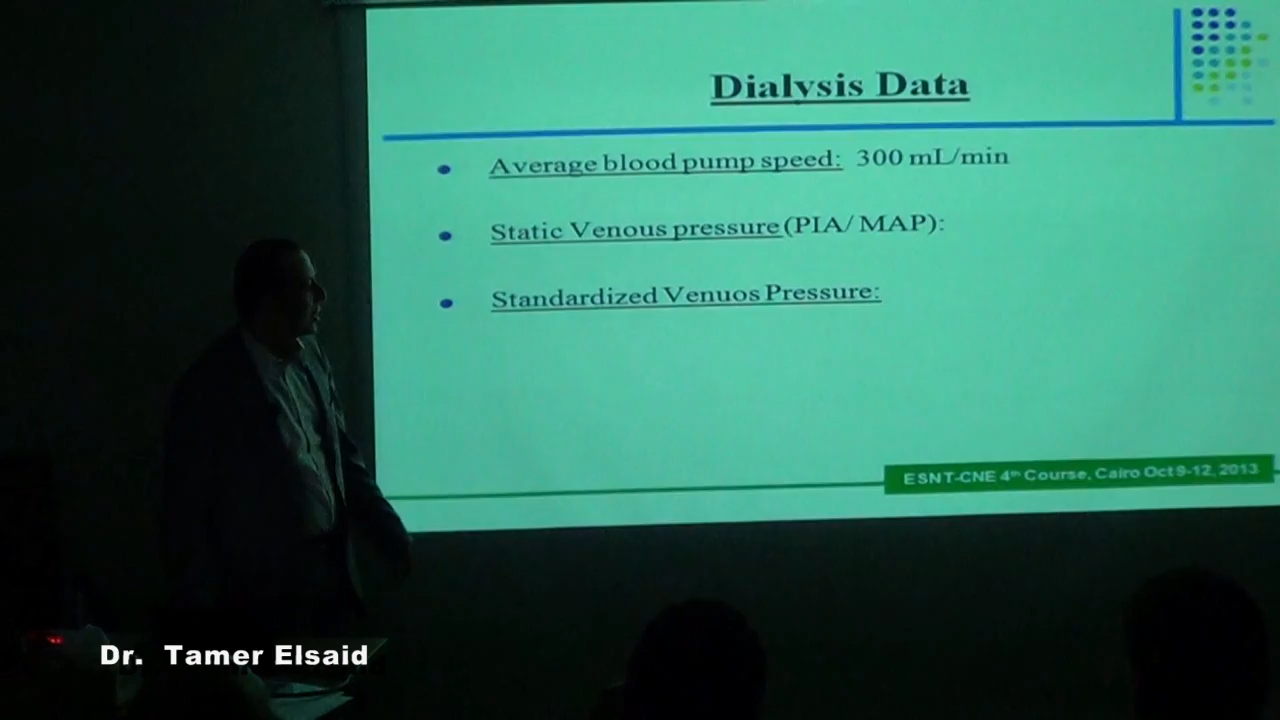 Dialysis Data
Average blood pump speed: 300 mL/min
Static Venous pressure (PIA/ MAP):
Standardized Venuos Pressure:
ESNT-CNE 4th Course, Cairo Oct 9-12, 2013
Dr. Tamer Elsaid